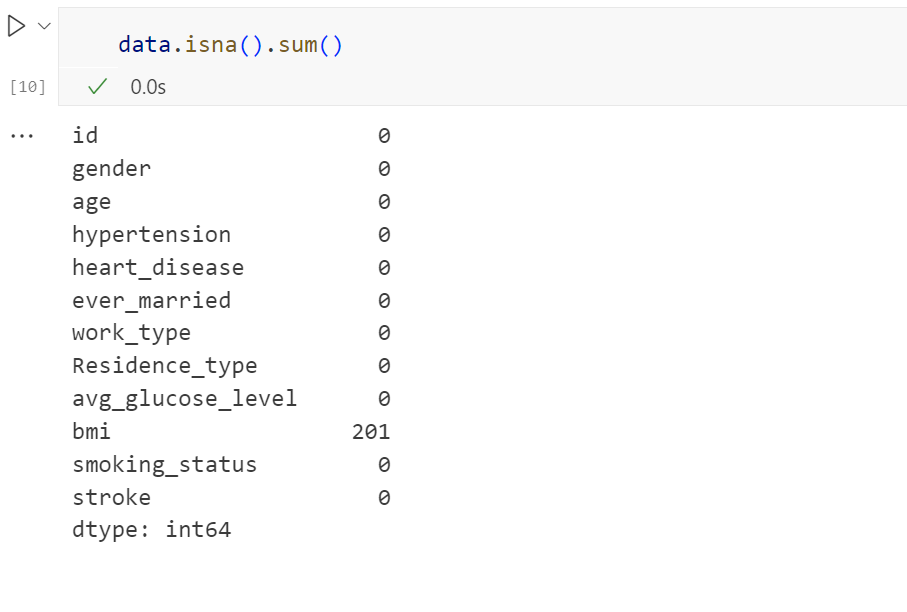 data.isna().sum()
[10] 0.0s
... id 0
gender 0
age 0
hypertension 0
heart_disease 0
ever_married 0
work_type 0
Residence_type 0
avg_glucose_level 0
bmi 201
smoking_status 0
stroke 0
dtype: int64